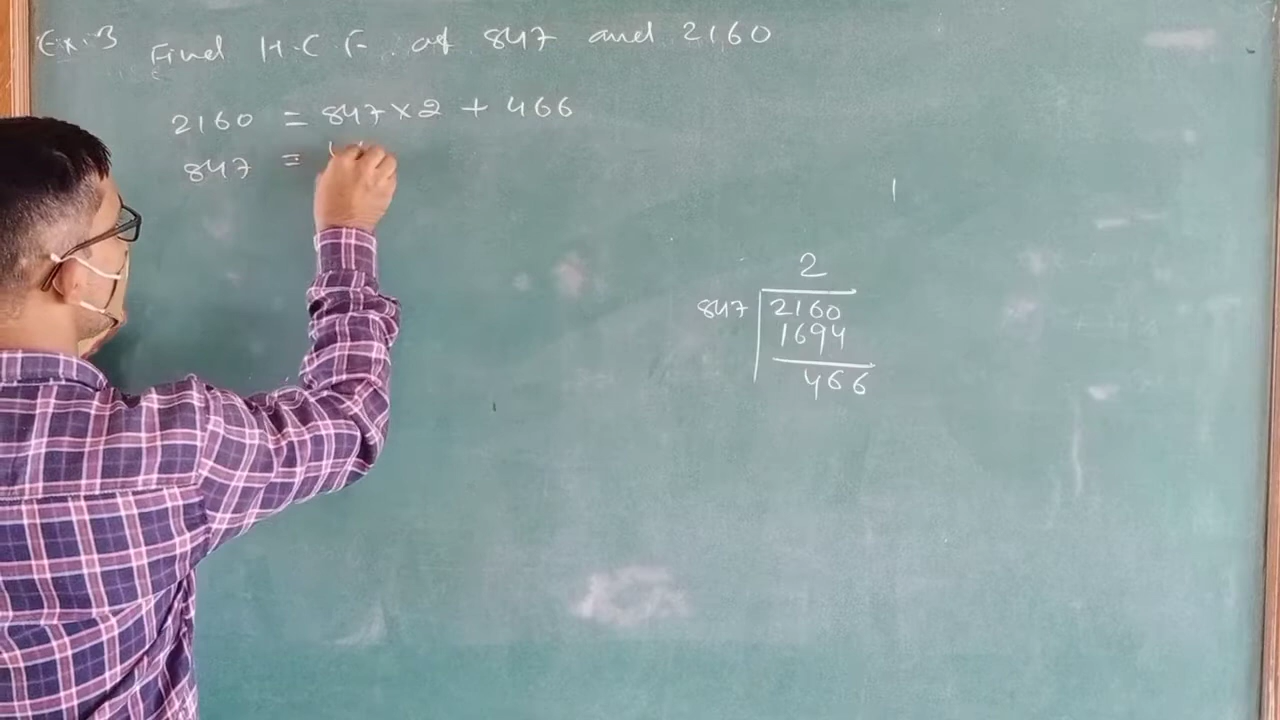 Ex. 3 Find H.C.F. of 847 and 2160
2160 = 847 × 2 + 466
847 =
2
847 2160
1694
466